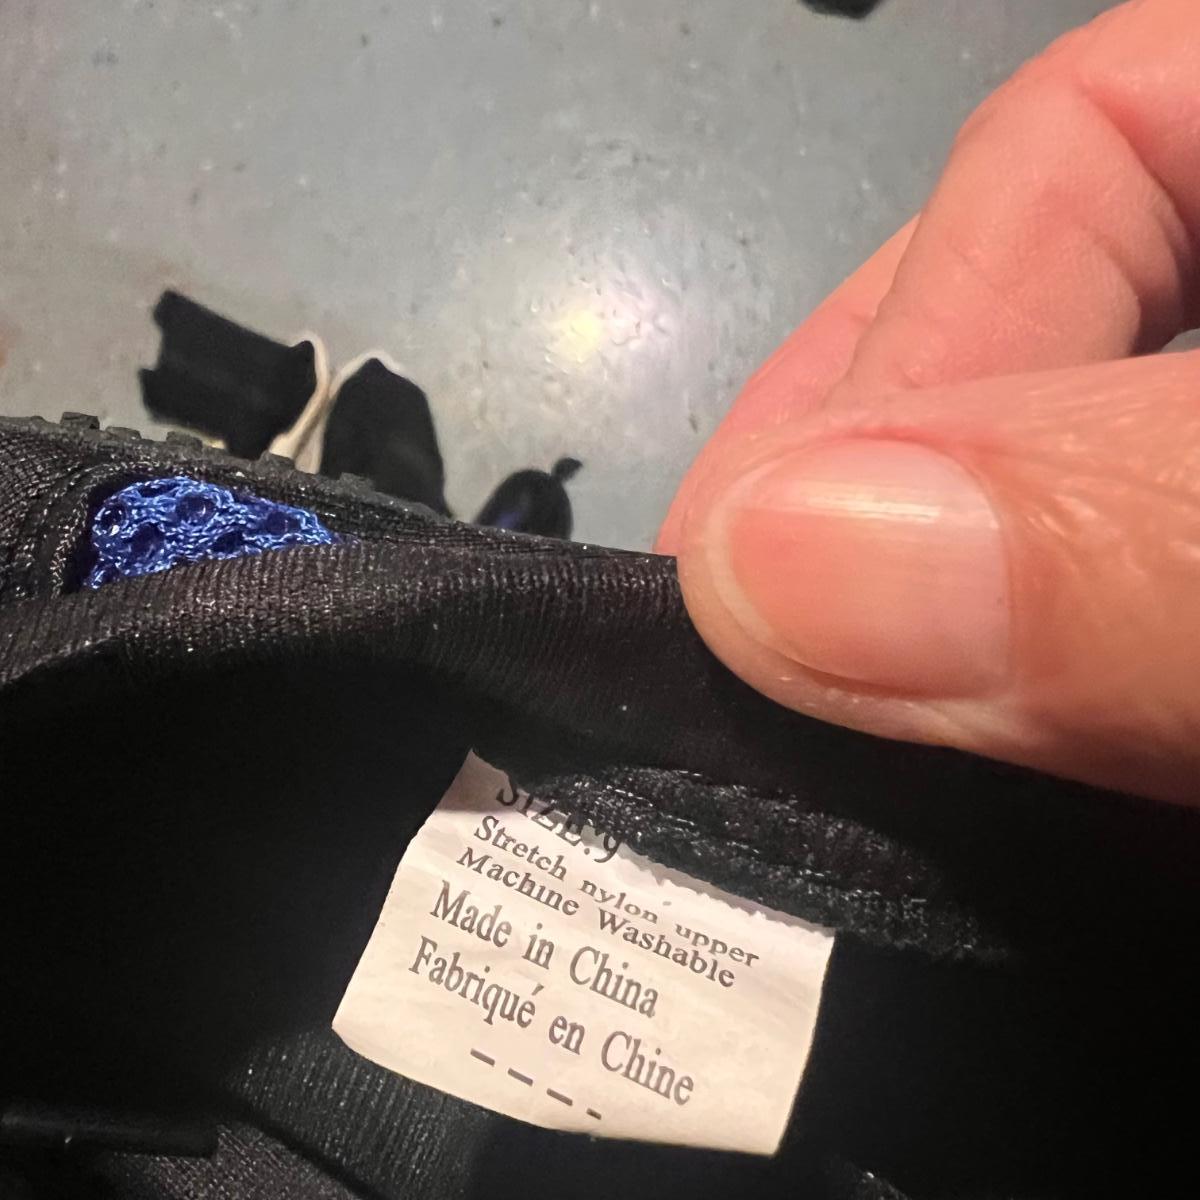 SIZE:9
Stretch nylon upper
Machine Washable
Made in China
Fabriqué en Chine
- - - -